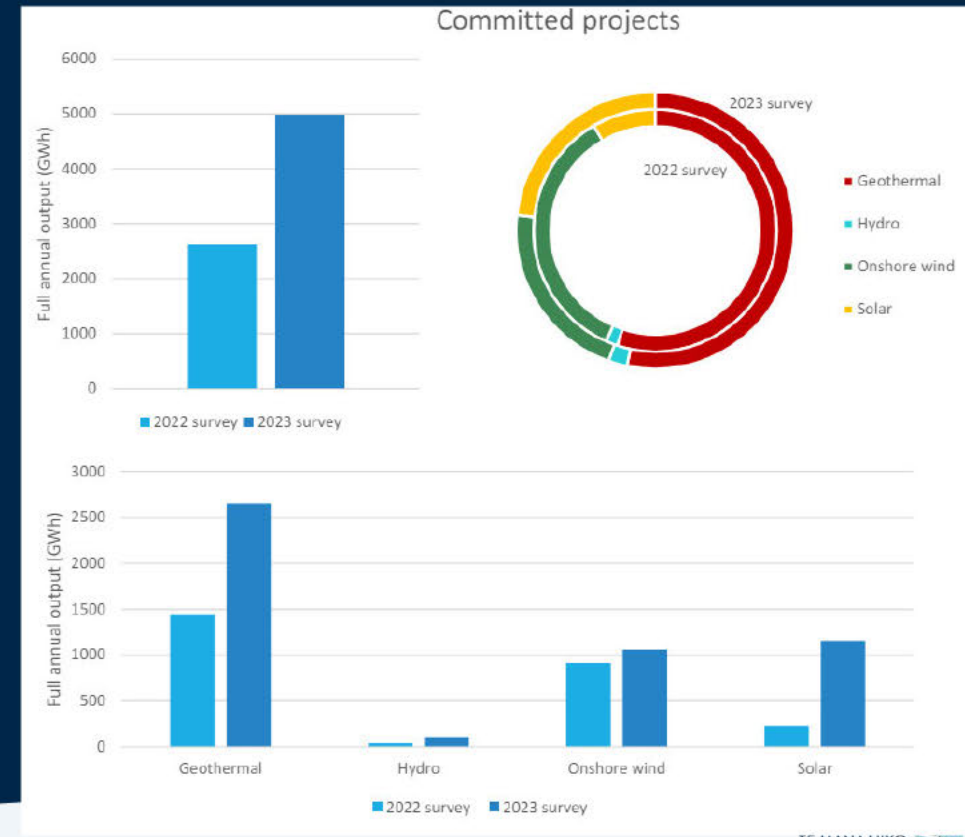 Committed projects
6000
5000
4000
3000
2000
1000
0
Full annual output (GWh)
2022 survey 2023 survey
2023 survey
2022 survey
Geothermal
Hydro
Onshore wind
Solar
3000
2500
2000
1500
1000
500
0
Full annual output (GWh)
Geothermal Hydro Onshore wind Solar
2022 survey 2023 survey